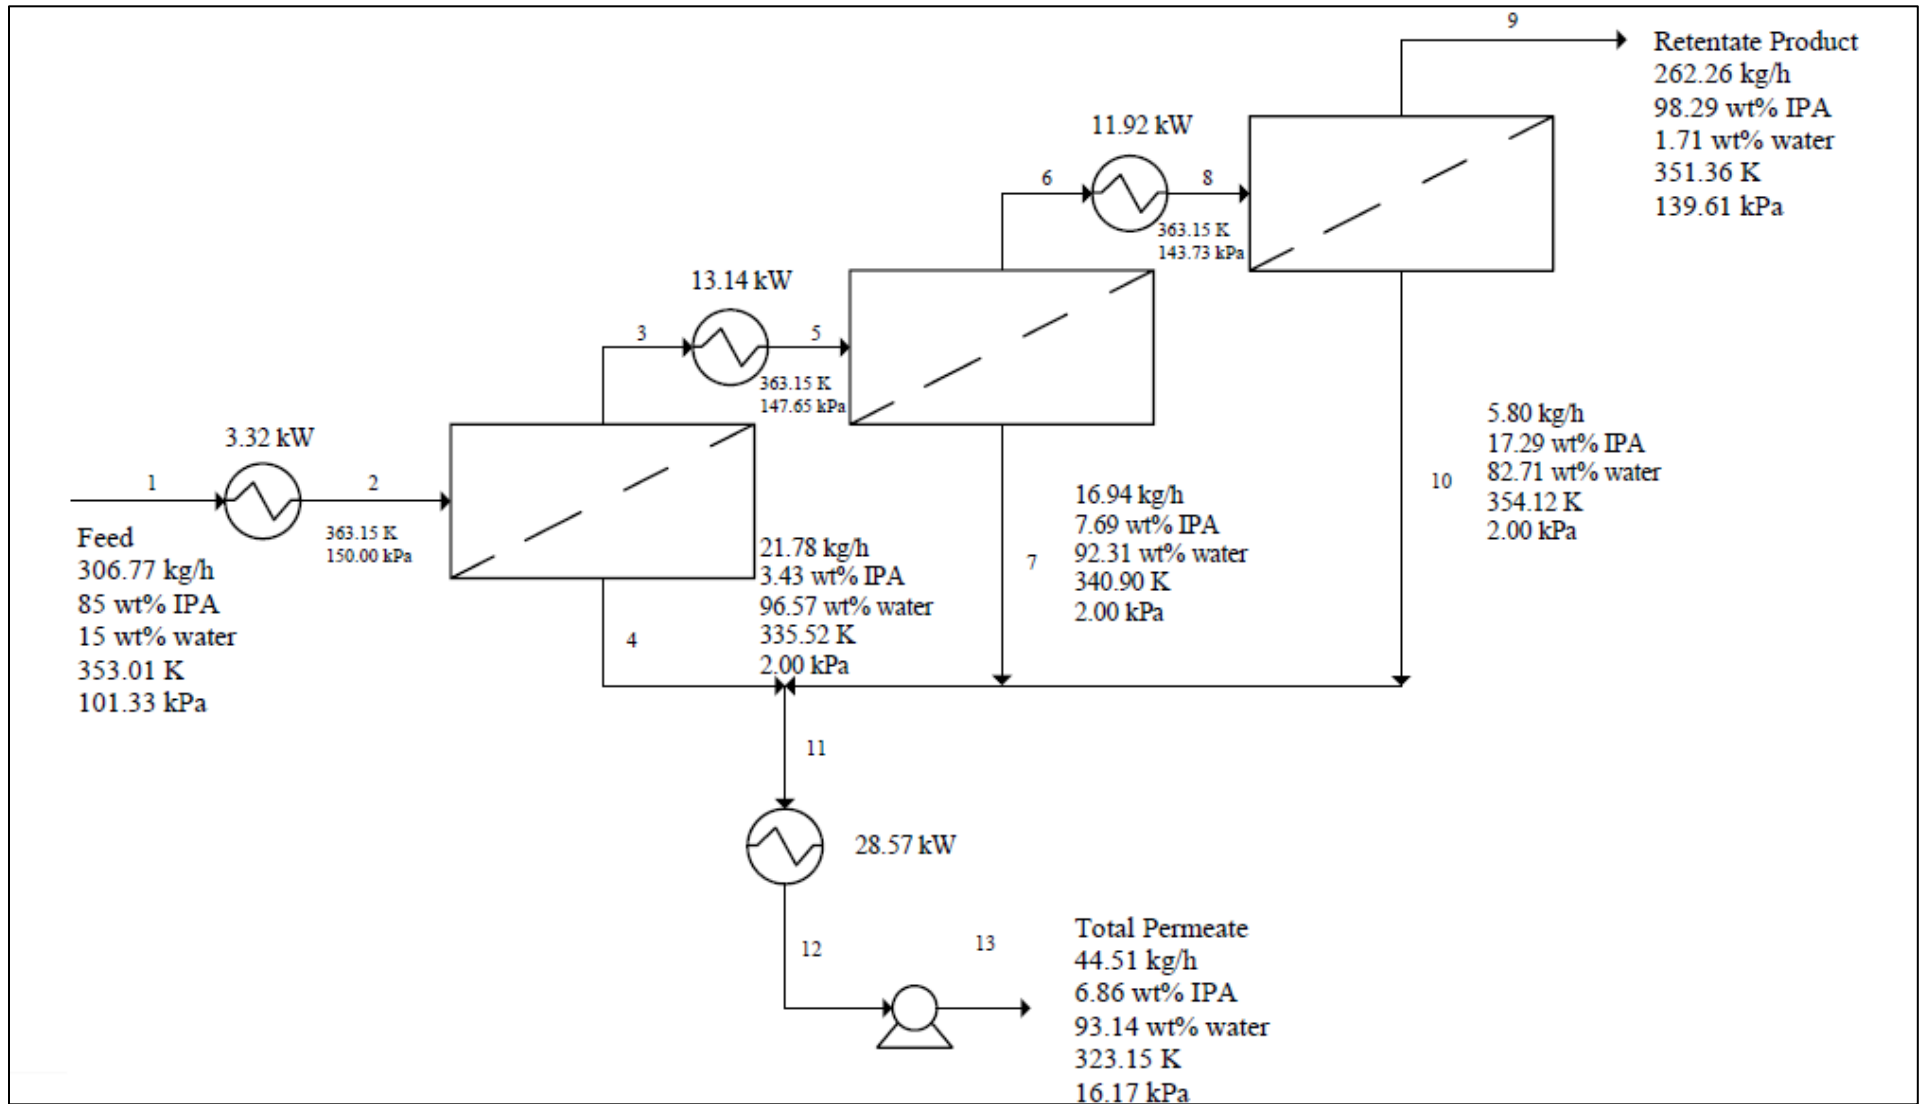 9
Retentate Product
262.26 kg/h
98.29 wt% IPA
1.71 wt% water
351.36 K
139.61 kPa
11.92 kW
6
8
363.15 K
143.73 kPa
13.14 kW
3
5
363.15 K
147.65 kPa
3.32 kW
1
2
363.15 K
150.00 kPa
Feed
306.77 kg/h
85 wt% IPA
15 wt% water
353.01 K
101.33 kPa
4
21.78 kg/h
3.43 wt% IPA
96.57 wt% water
335.52 K
2.00 kPa
7
16.94 kg/h
7.69 wt% IPA
92.31 wt% water
340.90 K
2.00 kPa
10
5.80 kg/h
17.29 wt% IPA
82.71 wt% water
354.12 K
2.00 kPa
11
28.57 kW
12
13
Total Permeate
44.51 kg/h
6.86 wt% IPA
93.14 wt% water
323.15 K
16.17 kPa